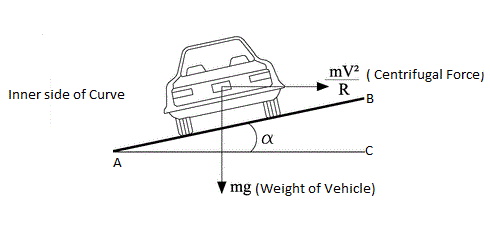 mV² ( Centrifugal Force)
R
Inner side of Curve
B
α
C
A
mg (Weight of Vehicle)